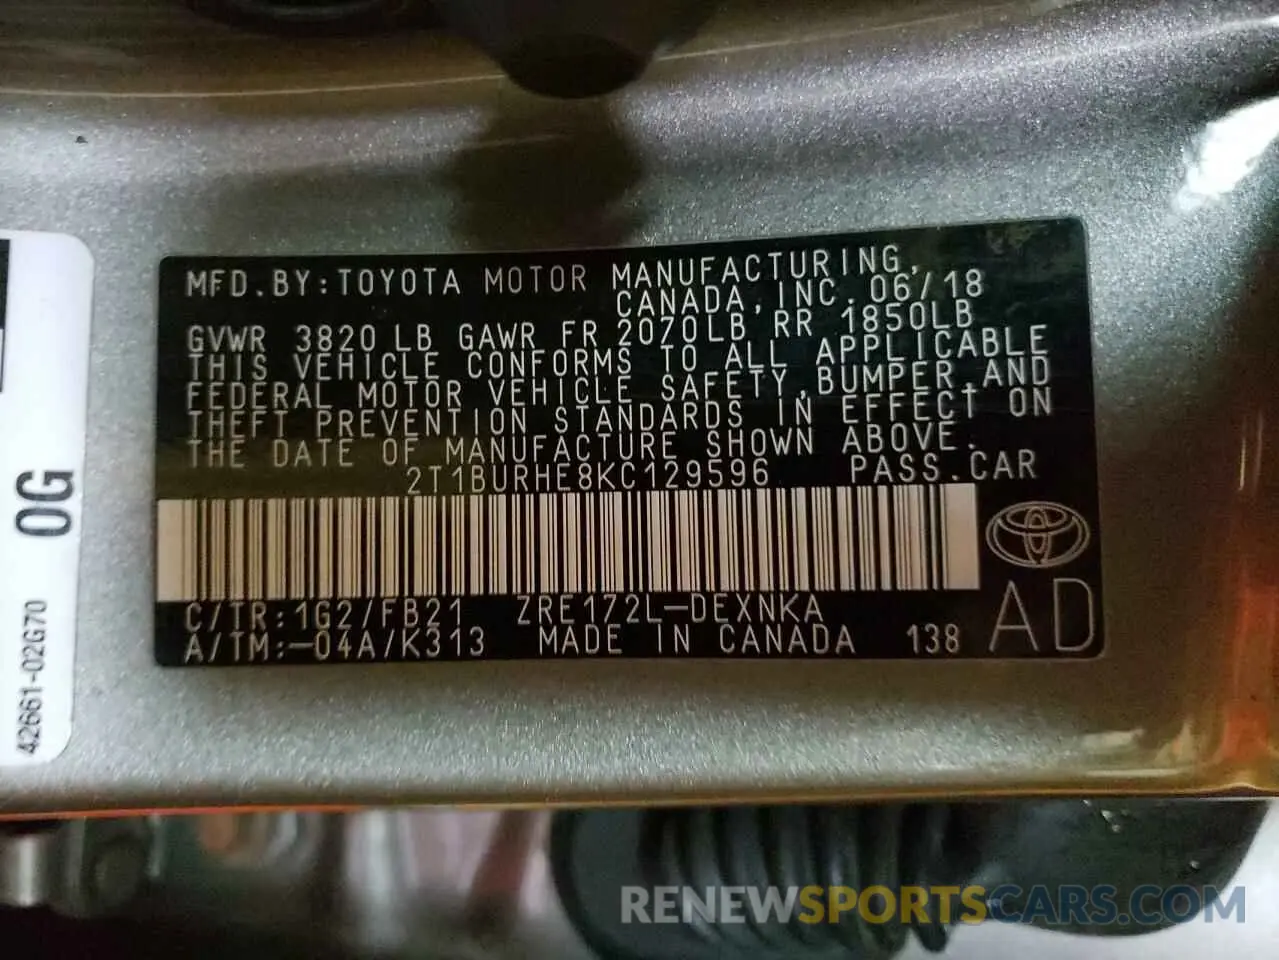 MFD.BY:TOYOTA MOTOR MANUFACTURING,
CANADA,INC.06/18
GVWR 3820LB GAWR FR 2070LB RR 1850LB
THIS VEHICLE CONFORMS TO ALL APPLICABLE
FEDERAL MOTOR VEHICLE SAFETY,BUMPER,AND
THEFT PREVENTION STANDARDS IN EFFECT ON
THE DATE OF MANUFACTURE SHOWN ABOVE.
2T1BURHE8KC129596 PASS.CAR
C/TR:1G2/FB21 ZRE172L-DEXNKA
A/TM:-04A/K313 MADE IN CANADA 138
AD
0G
42661-02G70
RENEWSPORTSCARS.COM